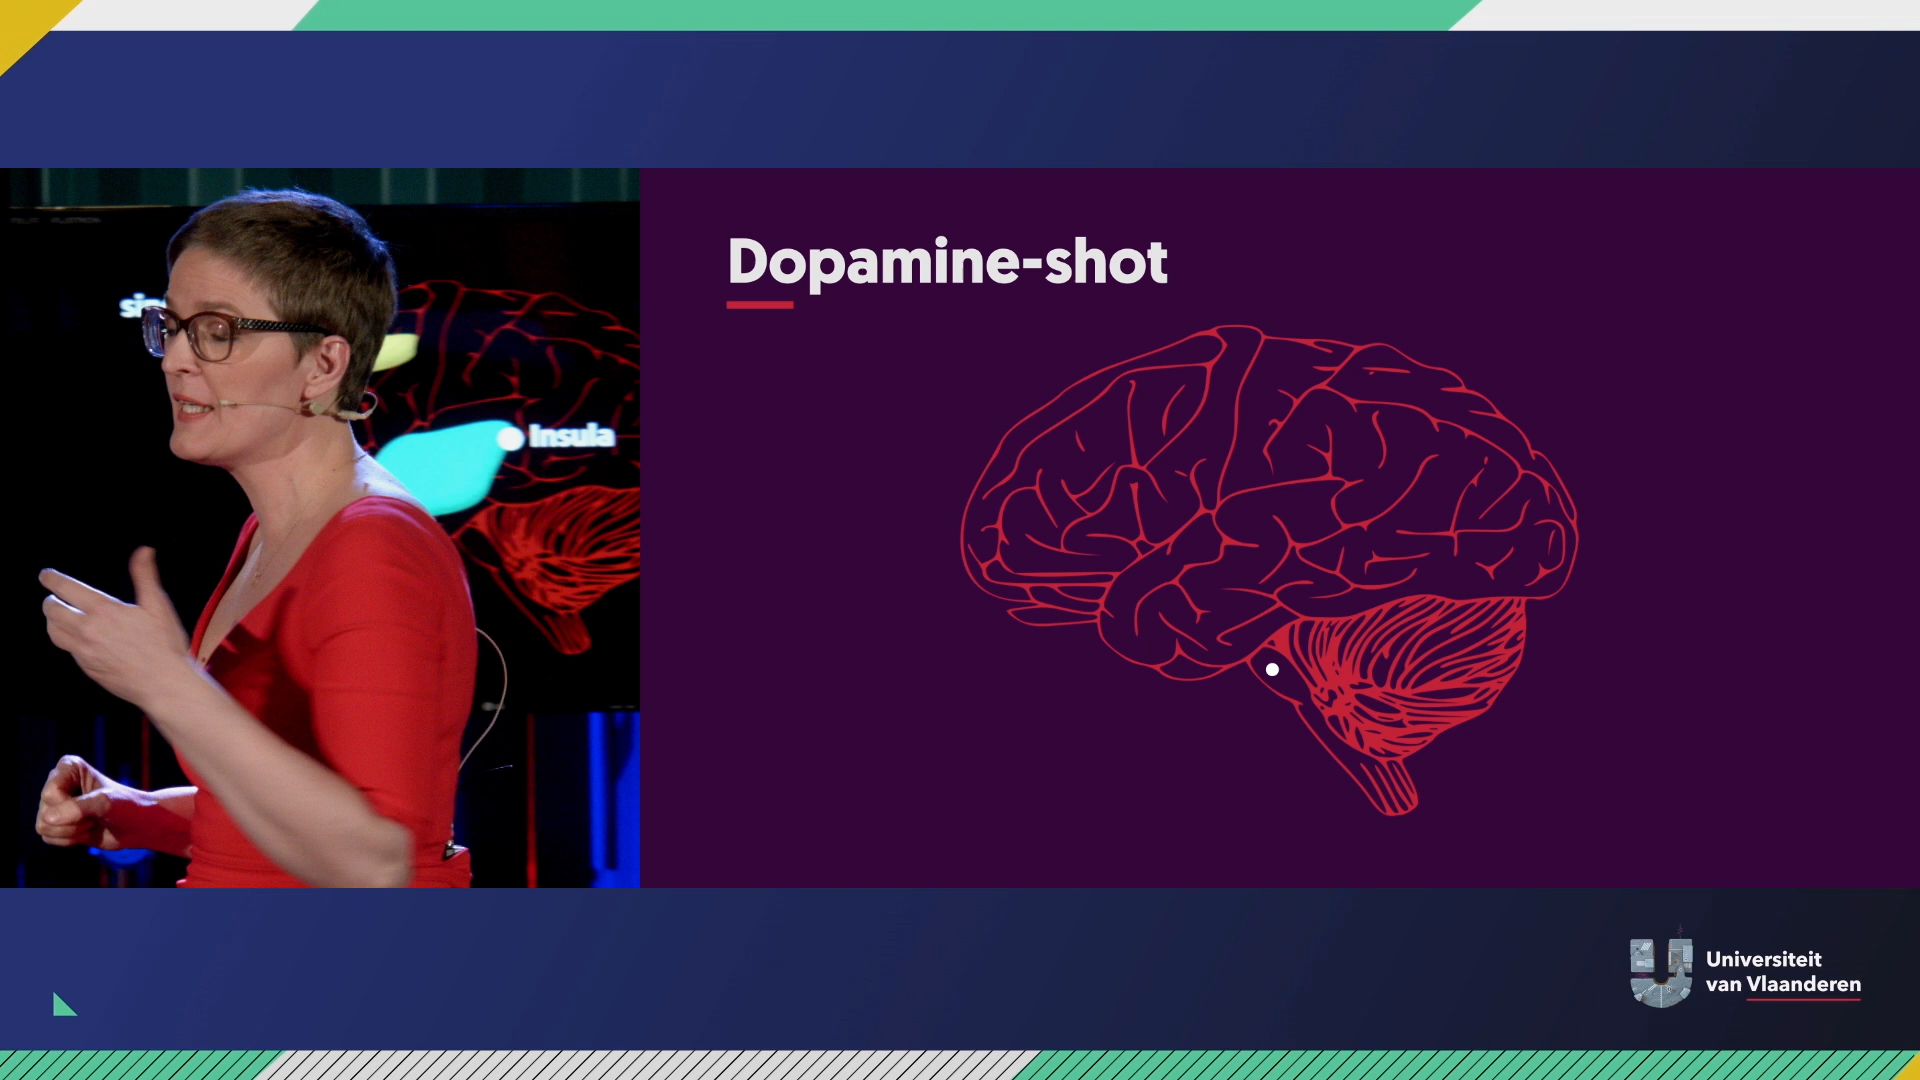 Dopamine-shot
Insula
Universiteit
van Vlaanderen